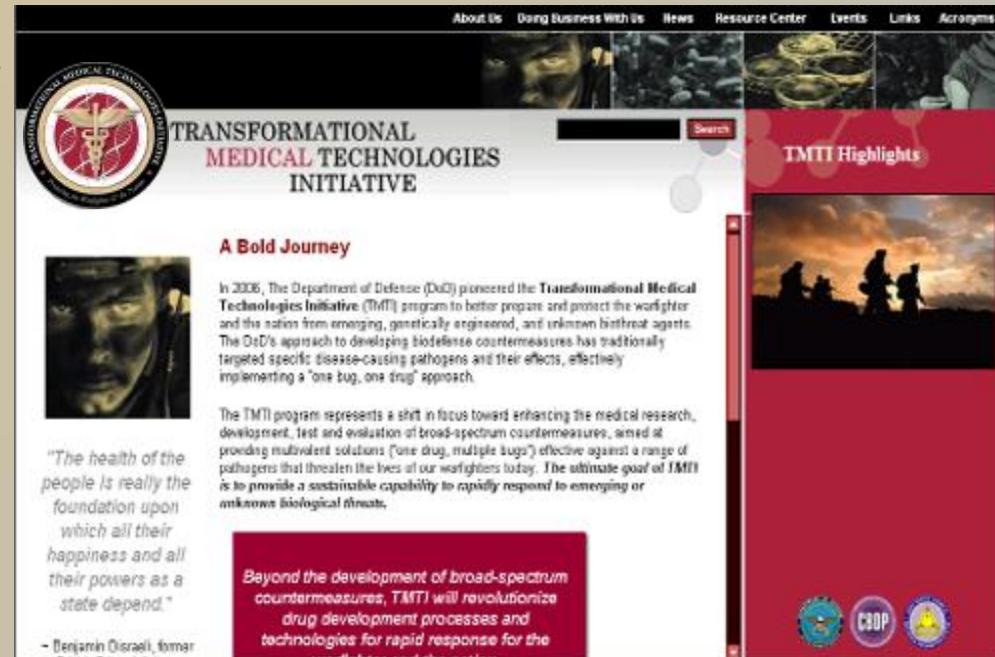 About Us Doing Business With Us News Resource Center Events Links Acronyms
TRANSFORMATIONAL MEDICAL TECHNOLOGIES INITIATIVE
TRANSFORMATIONAL
MEDICAL TECHNOLOGIES
INITIATIVE
Search
TMTI Highlights
A Bold Journey
In 2006, The Department of Defense (DoD) pioneered the Transformational Medical
Technologies Initiative (TMTI) program to better prepare and protect the warfighter
and the nation from emerging, genetically engineered, and unknown biothreat agents.
The DoD's approach to developing biodefense countermeasures has traditionally
targeted specific disease-causing pathogens and their effects, effectively
implementing a "one bug, one drug" approach.
The TMTI program represents a shift in focus toward enhancing the medical research,
development, test and evaluation of broad-spectrum countermeasures, aimed at
providing multivalent solutions ("one drug, multiple bugs") effective against a range of
pathogens that threaten the lives of our warfighters today. The ultimate goal of TMTI
is to provide a sustainable capability to rapidly respond to emerging or
unknown biological threats.
"The health of the
people is really the
foundation upon
which all their
happiness and all
their powers as a
state depend."
~ Benjamin Disraeli, former
Beyond the development of broad-spectrum
countermeasures, TMTI will revolutionize
drug development processes and
technologies for rapid response for the
CBDP